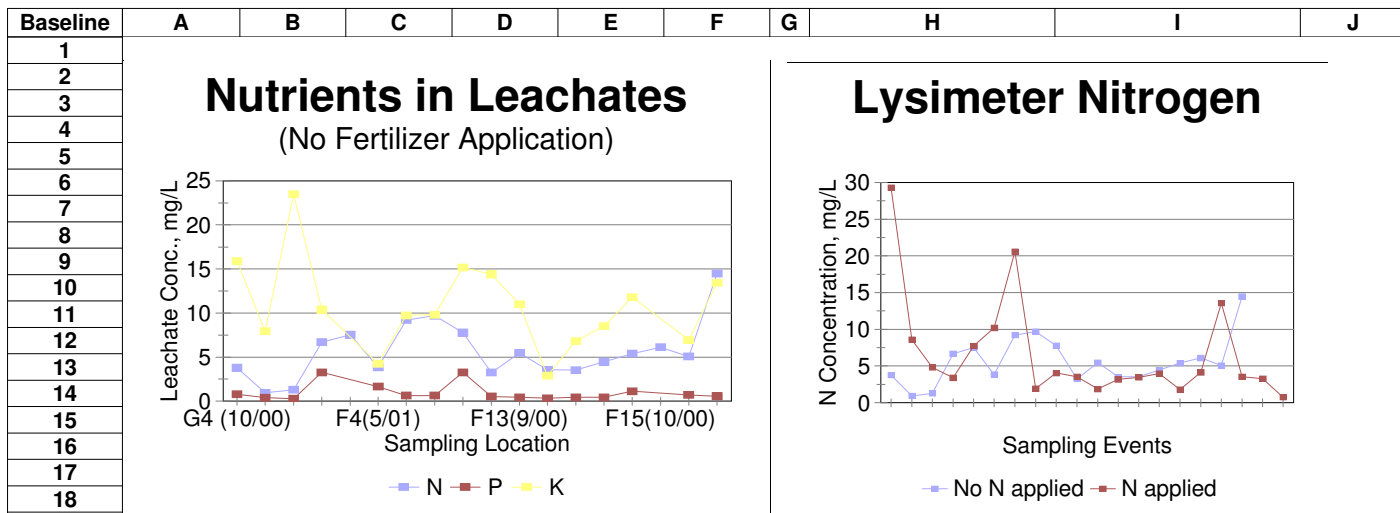 Baseline A B C D E F G H I J
1
2
3
4
5
6
7
8
9
10
11
12
13
14
15
16
17
18
Nutrients in Leachates
(No Fertilizer Application)
Leachate Conc., mg/L
25
20
15
10
5
0
G4 (10/00) F4(5/01) F13(9/00) F15(10/00)
Sampling Location
N P K
Lysimeter Nitrogen
N Concentration, mg/L
30
25
20
15
10
5
0
Sampling Events
No N applied N applied